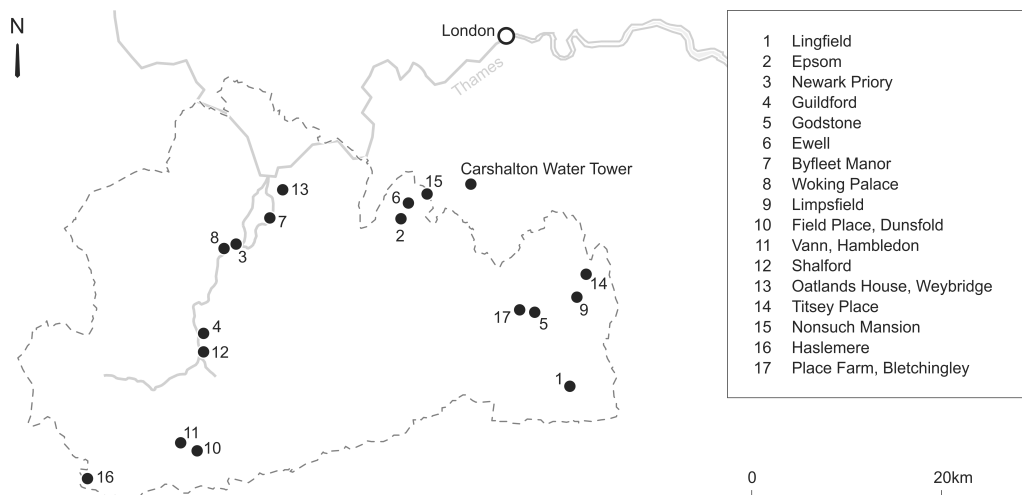 N
London
Thames
1 Lingfield
2 Epsom
3 Newark Priory
4 Guildford
5 Godstone
6 Ewell
7 Byfleet Manor
8 Woking Palace
9 Limpsfield
10 Field Place, Dunsfold
11 Vann, Hambledon
12 Shalford
13 Oatlands House, Weybridge
14 Titsey Place
15 Nonsuch Mansion
16 Haslemere
17 Place Farm, Bletchingley
Carshalton Water Tower
15
13
6
7
2
8
3
14
9
17
5
4
12
1
11
10
16
0
20km